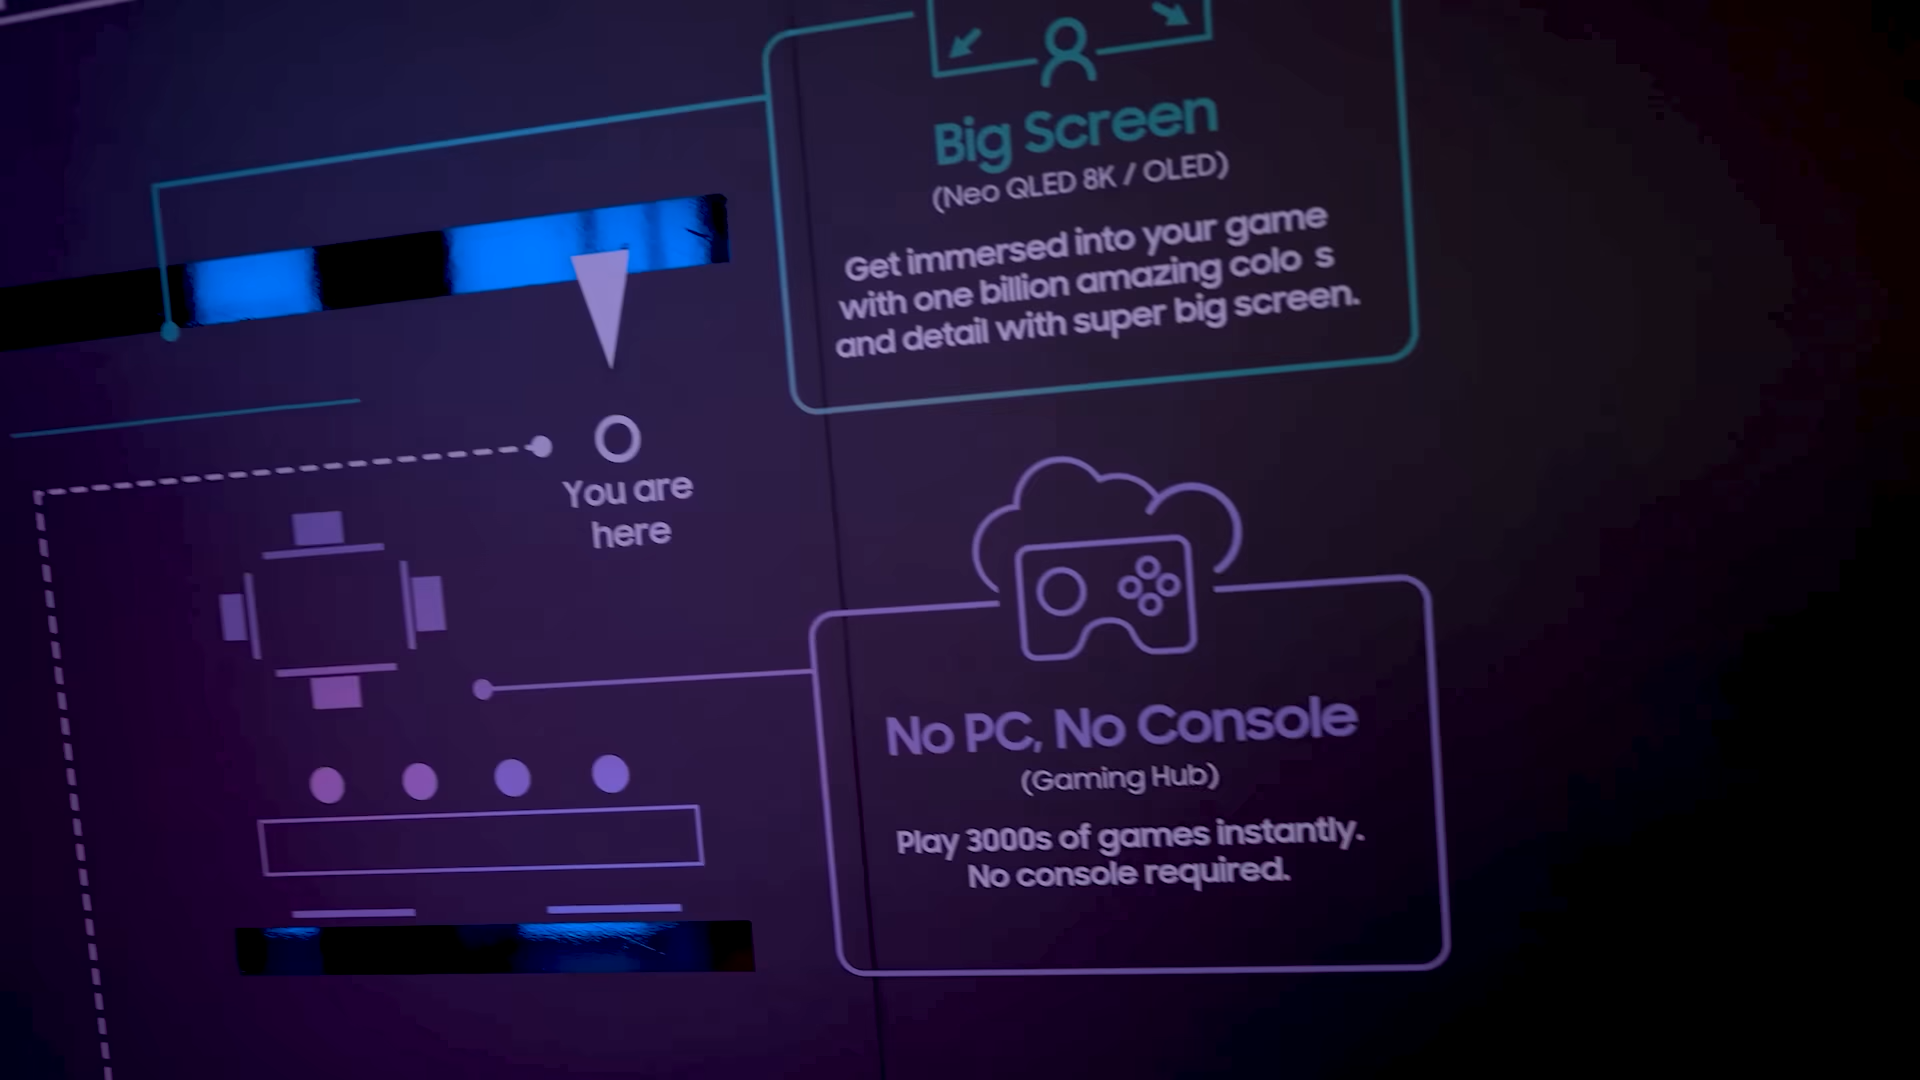 Big Screen
(Neo QLED 8K / OLED)
Get immersed into your game
with one billion amazing colo s
and detail with super big screen.
You are
here
No PC, No Console
(Gaming Hub)
Play 3000s of games instantly.
No console required.